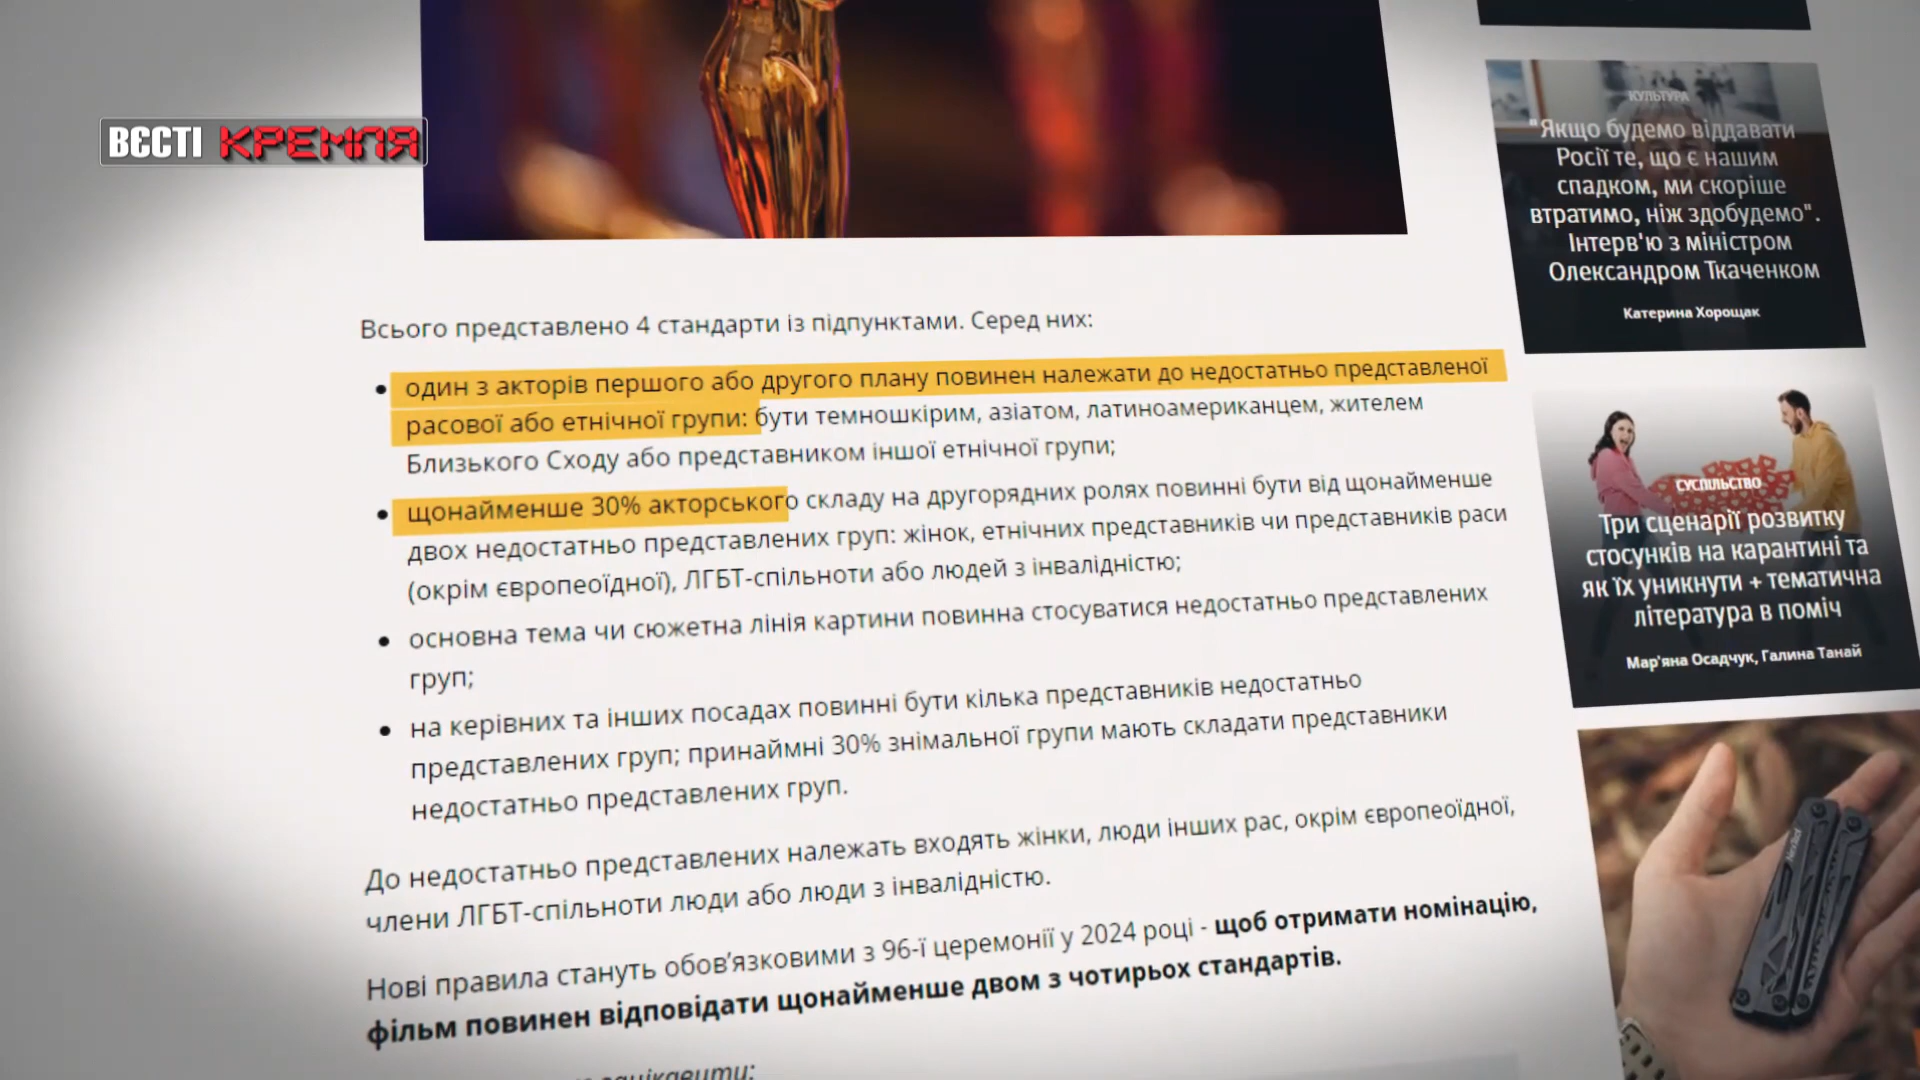 ВЄСТІ КРЕМЛЯ
Всього представлено 4 стандарти із підпунктами. Серед них:
один з акторів першого або другого плану повинен належати до недостатньо представленої
расової або етнічної групи: бути темношкірим, азіатом, латиноамериканцем, жителем
Близького Сходу або представником іншої етнічної групи;
щонайменше 30% акторського складу на другорядних ролях повинні бути від щонайменше
двох недостатньо представлених груп: жінок, етнічних представників чи представників раси
(окрім європеоїдної), ЛГБТ-спільноти або людей з інвалідністю;
основна тема чи сюжетна лінія картини повинна стосуватися недостатньо представлених
груп;
на керівних та інших посадах повинні бути кілька представників недостатньо
представлених груп; принаймні 30% знімальної групи мають складати представники
недостатньо представлених груп.
До недостатньо представлених належать входять жінки, люди інших рас, окрім європеоїдної,
члени ЛГБТ-спільноти люди або люди з інвалідністю.
Нові правила стануть обов’язковими з 96-ї церемонії у 2024 році - щоб отримати номінацію,
фільм повинен відповідати щонайменше двом з чотирьох стандартів.
КУЛЬТУРА
"Якщо будемо віддавати
Росії те, що є нашим
спадком, ми скоріше
втратимо, ніж здобудемо".
Інтерв'ю з міністром
Олександром Ткаченком
Катерина Хорощак
СУСПІЛЬСТВО
Три сценарії розвитку
стосунків на карантині та
як їх уникнути + тематична
література в поміч
Мар'яна Осадчук, Галина Танай